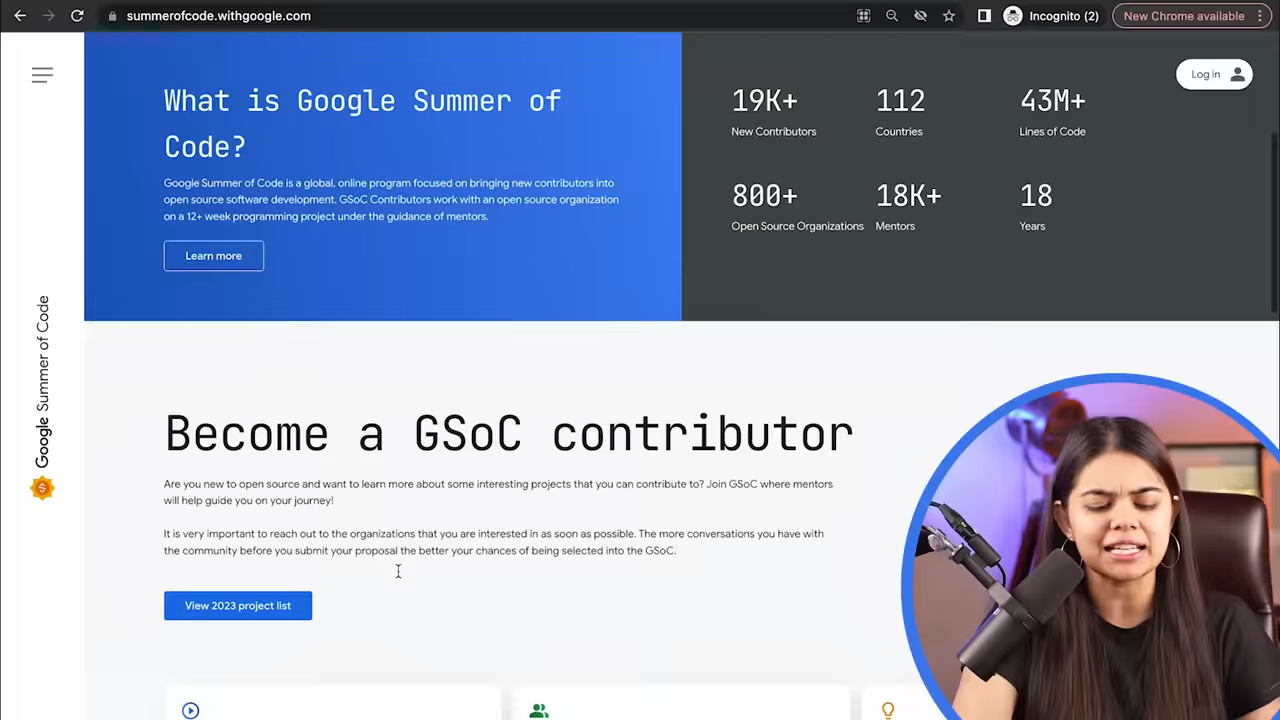 summerofcode.withgoogle.com
Incognito (2)
New Chrome available
Log in
What is Google Summer of
Code?
Google Summer of Code is a global, online program focused on bringing new contributors into
open source software development. GSoC Contributors work with an open source organization
on a 12+ week programming project under the guidance of mentors.
Learn more
19K+
New Contributors
112
Countries
43M+
Lines of Code
800+
Open Source Organizations
18K+
Mentors
18
Years
Google Summer of Code
Become a GSoC contributor
Are you new to open source and want to learn more about some interesting projects that you can contribute to? Join GSoC where mentors
will help guide you on your journey!
It is very important to reach out to the organizations that you are interested in as soon as possible. The more conversations you have with
the community before you submit your proposal the better your chances of being selected into the GSoC.
View 2023 project list